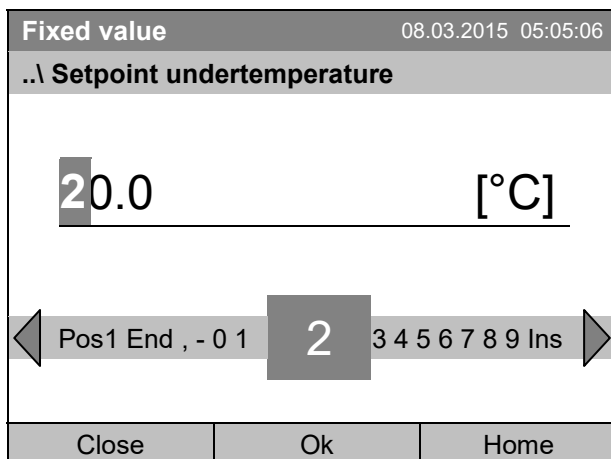 Fixed value 08.03.2015 05:05:06
..\ Setpoint undertemperature
20.0 [°C]
Pos1 End , - 0 1 2 3 4 5 6 7 8 9 Ins
Close Ok Home